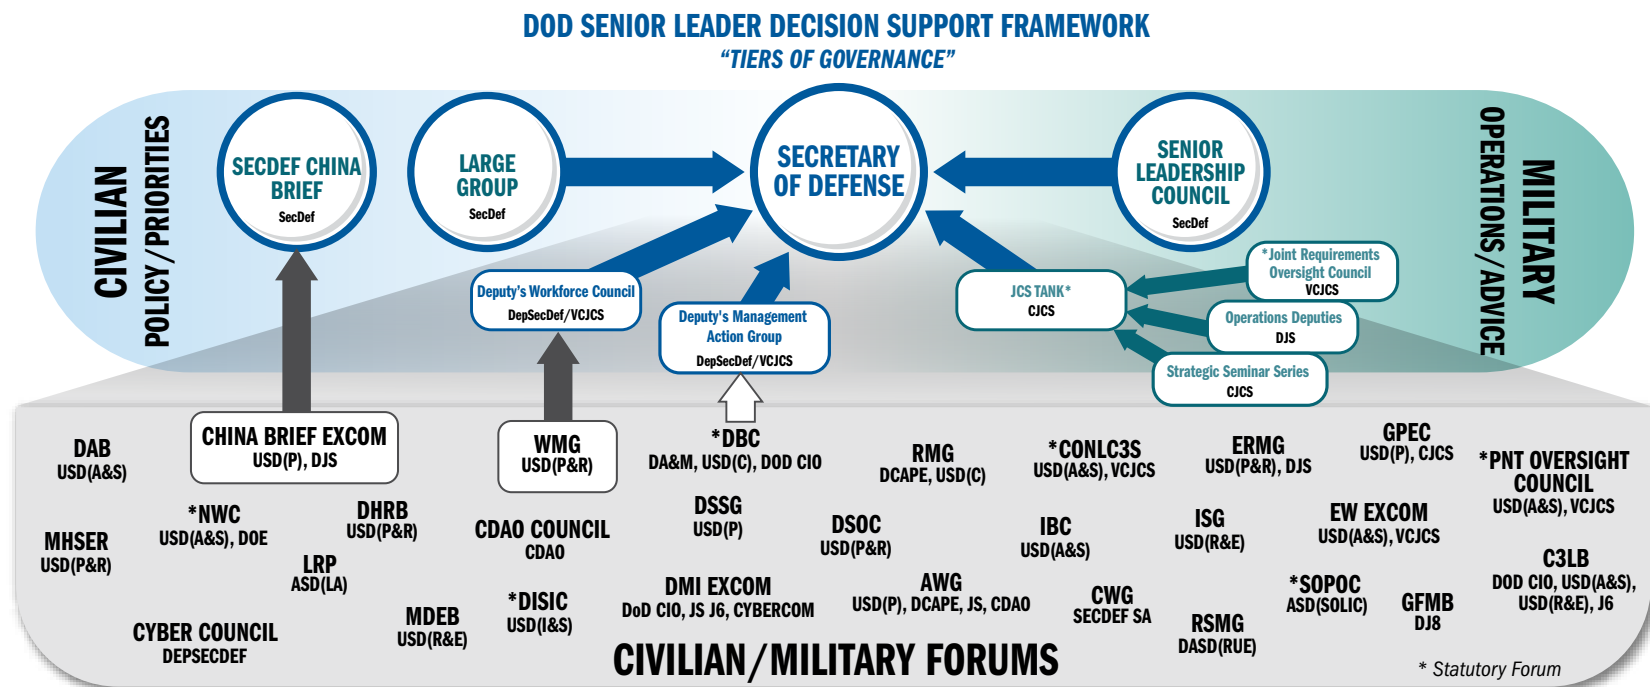 DOD SENIOR LEADER DECISION SUPPORT FRAMEWORK
“TIERS OF GOVERNANCE”
CIVILIAN
POLICY/PRIORITIES
SECDEF CHINA
BRIEF
SecDef
LARGE
GROUP
SecDef
SECRETARY
OF DEFENSE
SENIOR
LEADERSHIP
COUNCIL
SecDef
MILITARY
OPERATIONS/ADVICE
Deputy's Workforce Council
DepSecDef/VCJCS
Deputy's Management
Action Group
DepSecDef/VCJCS
JCS TANK*
CJCS
*Joint Requirements
Oversight Council
VCJCS
Operations Deputies
DJS
Strategic Seminar Series
CJCS
DAB
USD(A&S)
CHINA BRIEF EXCOM
USD(P), DJS
WMG
USD(P&R)
*DBC
DA&M, USD(C), DOD CIO
RMG
DCAPE, USD(C)
*CONLC3S
USD(A&S), VCJCS
ERMG
USD(P&R), DJS
GPEC
USD(P), CJCS
*PNT OVERSIGHT
COUNCIL
USD(A&S), VCJCS
MHSER
USD(P&R)
*NWC
USD(A&S), DOE
DHRB
USD(P&R)
LRP
ASD(LA)
CDAO COUNCIL
CDAO
DSSG
USD(P)
DSOC
USD(P&R)
IBC
USD(A&S)
ISG
USD(R&E)
EW EXCOM
USD(A&S), VCJCS
C3LB
DOD CIO, USD(A&S),
USD(R&E), J6
CYBER COUNCIL
DEPSECDEF
MDEB
USD(R&E)
*DISIC
USD(I&S)
DMI EXCOM
DoD CIO, JS J6, CYBERCOM
AWG
USD(P), DCAPE, JS, CDAO
CWG
SECDEF SA
RSMG
DASD(RUE)
*SOPOC
ASD(SOLIC)
GFMB
DJ8
CIVILIAN/MILITARY FORUMS
* Statutory Forum